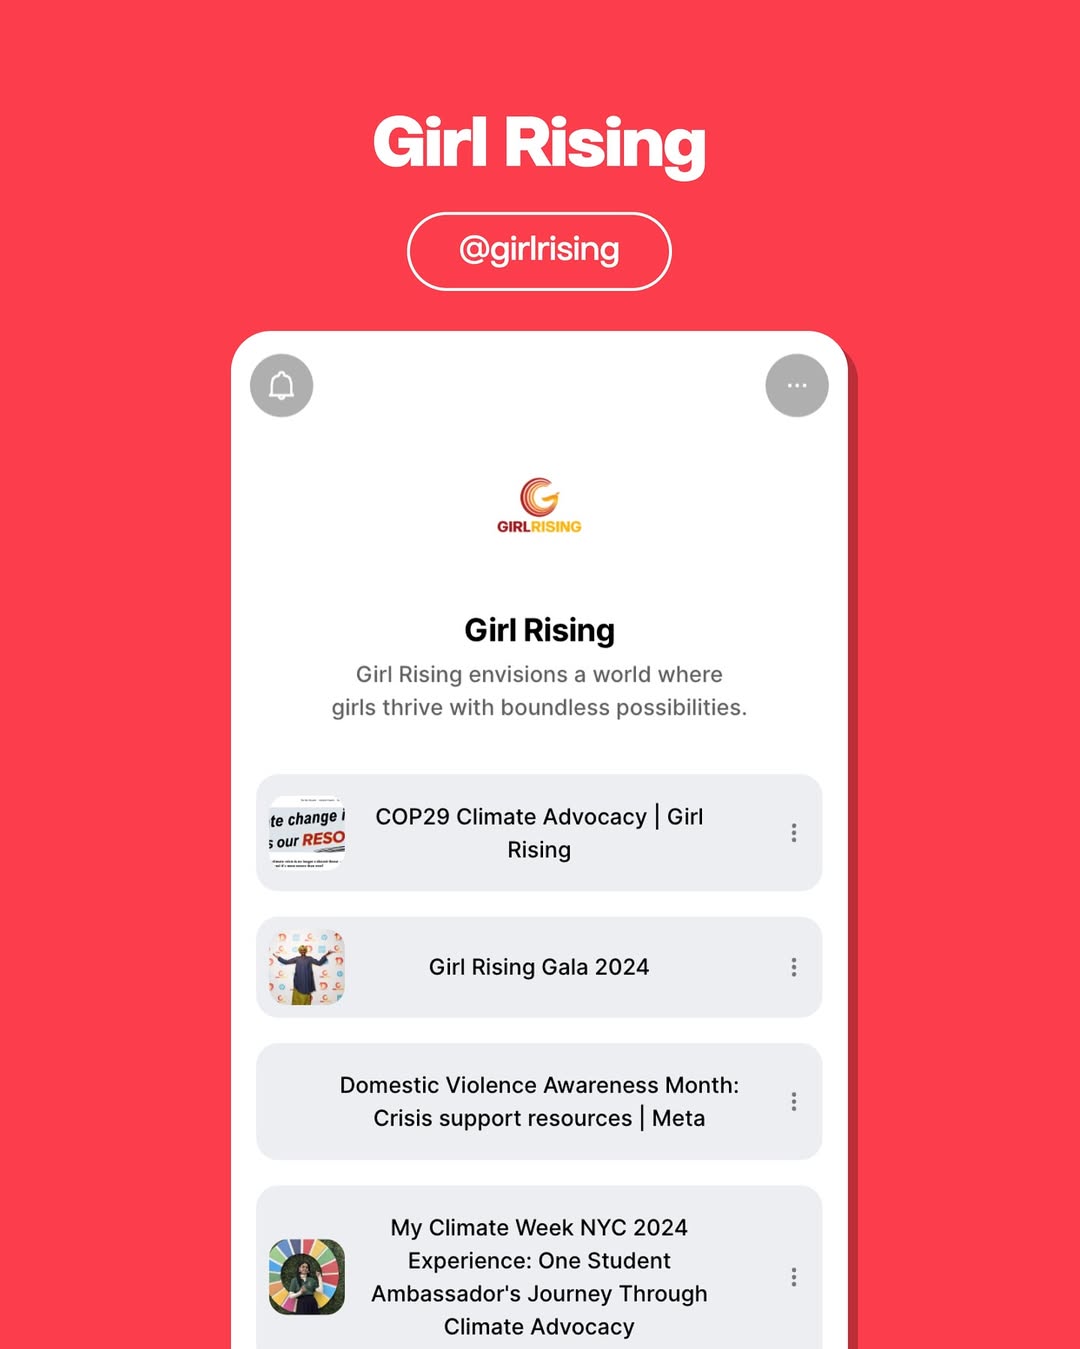 Girl Rising
@girlrising
GIRLRISING
Girl Rising
Girl Rising envisions a world where
girls thrive with boundless possibilities.
te change i
s our RESO
COP29 Climate Advocacy | Girl
Rising
Girl Rising Gala 2024
Domestic Violence Awareness Month:
Crisis support resources | Meta
My Climate Week NYC 2024
Experience: One Student
Ambassador's Journey Through
Climate Advocacy